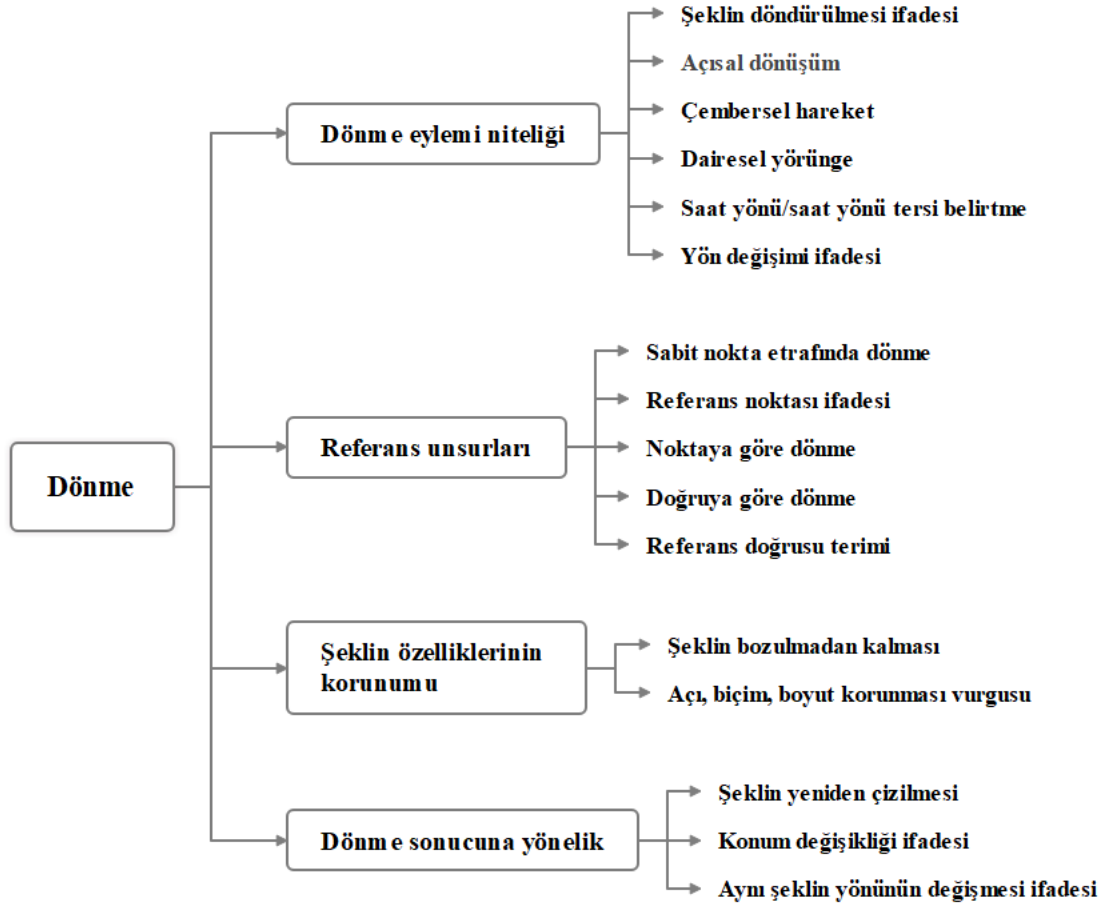 Dönme
Dönme eylemi niteliği
Şeklin döndürülmesi ifadesi
Açısal dönüşüm
Çembersel hareket
Dairesel yörünge
Saat yönü/saat yönü tersi belirtme
Yön değişimi ifadesi
Referans unsurları
Sabit nokta etrafında dönme
Referans noktası ifadesi
Noktaya göre dönme
Doğruya göre dönme
Referans doğrusu terimi
Şeklin özelliklerinin
korunumu
Şeklin bozulmadan kalması
Açı, biçim, boyut korunması vurgusu
Dönme sonucuna yönelik
Şeklin yeniden çizilmesi
Konum değişikliği ifadesi
Aynı şeklin yönünün değişmesi ifadesi